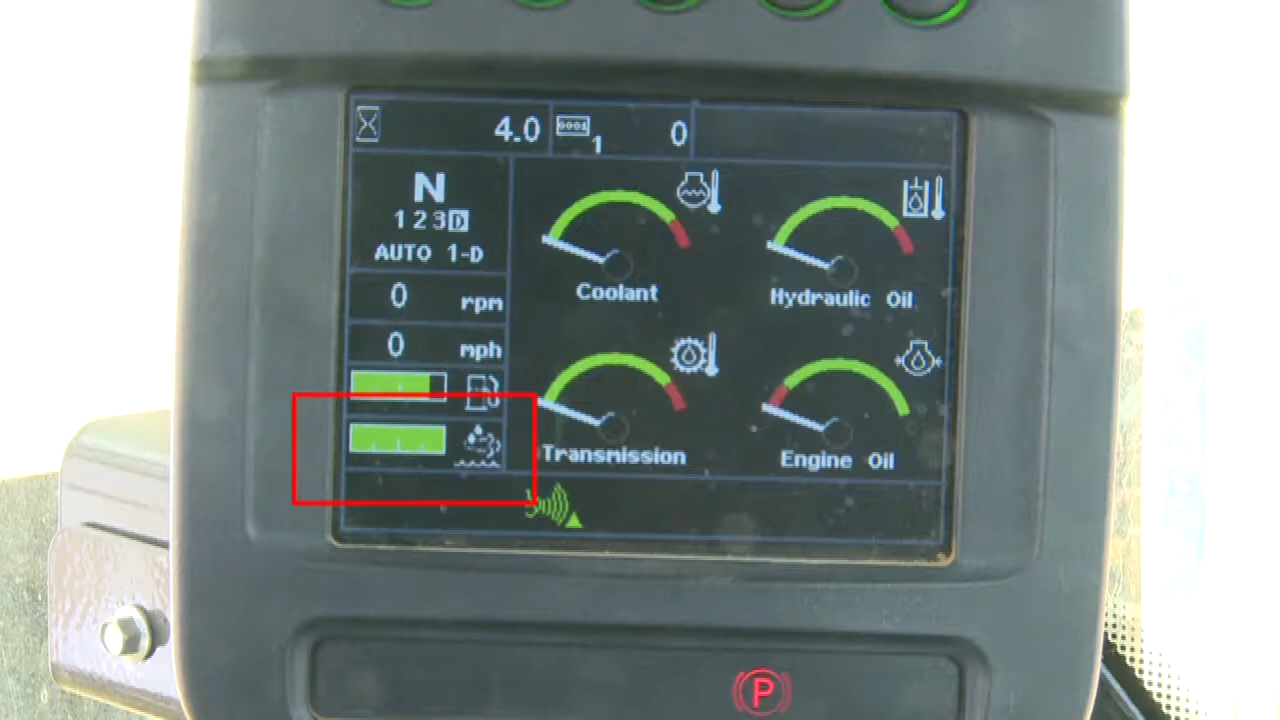 4.0 0001 1 0
N
1 2 3 D
AUTO 1-D
0 rpm
0 mph
Coolant
Hydraulic Oil
Transmission
Engine Oil
P